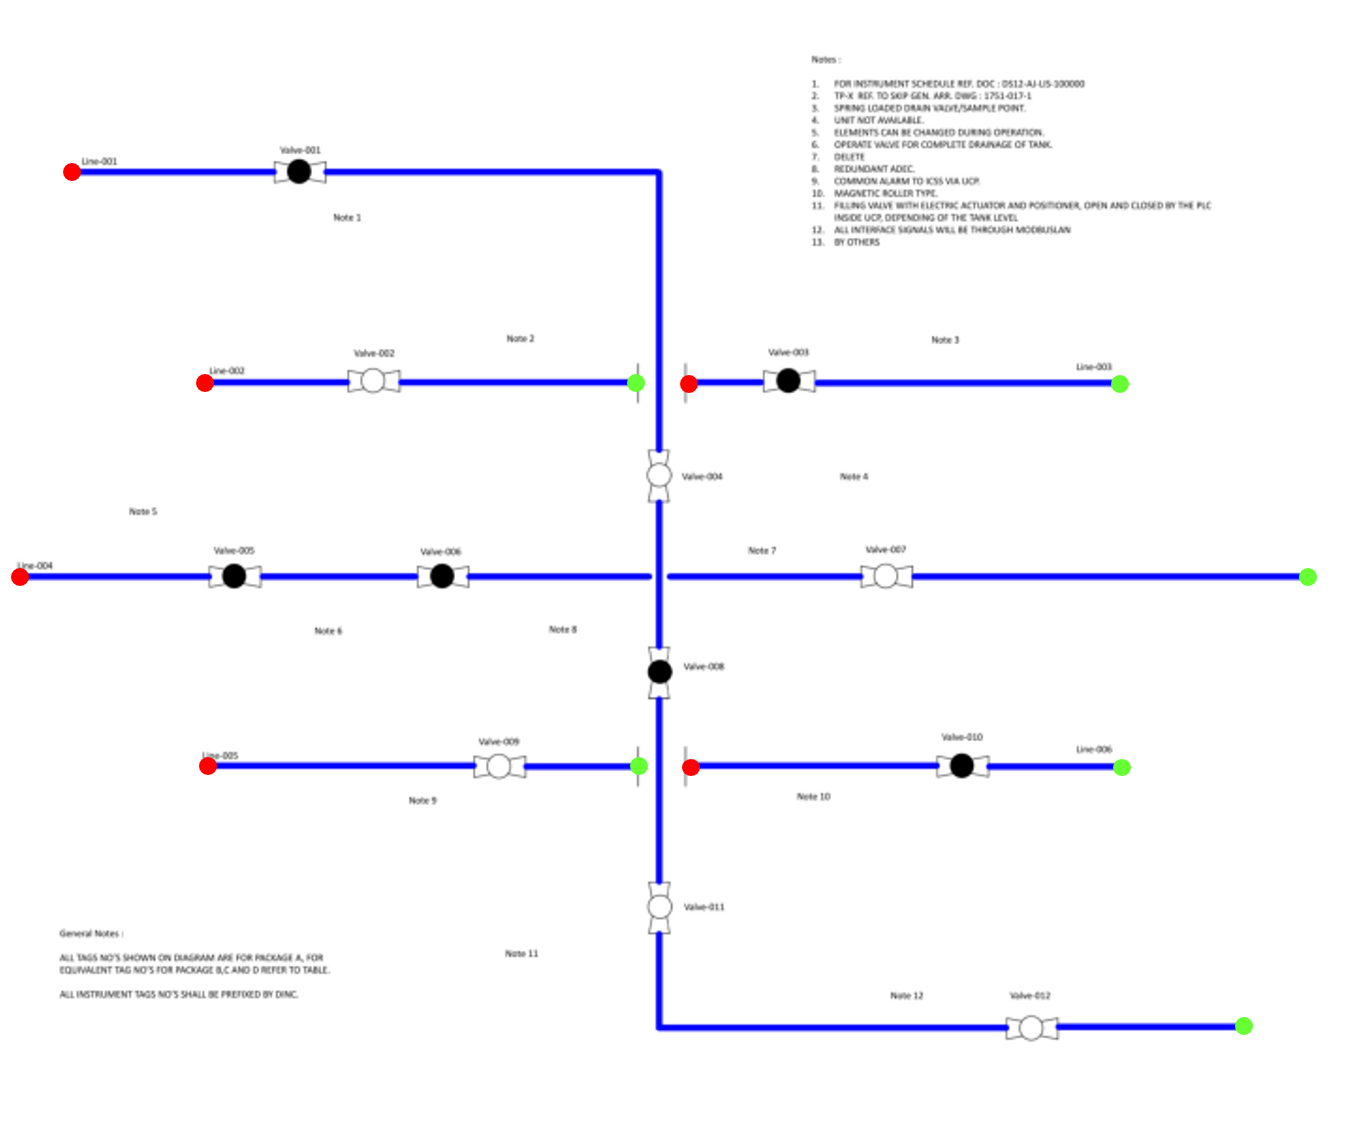 Notes :
1. FOR INSTRUMENT SCHEDULE REF. DOC : DS12-AJ-LIS-100000
2. TP-X REF. TO SKIP GEN. ARR. DWG : 1751-017-1
3. SPRING LOADED DRAIN VALVE/SAMPLE POINT.
4. UNIT NOT AVAILABLE.
5. ELEMENTS CAN BE CHANGED DURING OPERATION.
6. OPERATE VALVE FOR COMPLETE DRAINAGE OF TANK.
7. DELETE
8. REDUNDANT ADEC.
9. COMMON ALARM TO ICSS VIA UCP.
10. MAGNETIC ROLLER TYPE.
11. FILLING VALVE WITH ELECTRIC ACTUATOR AND POSITIONER, OPEN AND CLOSED BY THE PLC
INSIDE UCP, DEPENDING OF THE TANK LEVEL
12. ALL INTERFACE SIGNALS WILL BE THROUGH MODBUSLAN
13. BY OTHERS
Line-001
Valve-001
Note 1
Note 2
Note 3
Valve-002
Valve-003
Line-002
Line-003
Valve-004
Note 4
Note 5
Valve-005
Valve-006
Note 7
Valve-007
Line-004
Note 6
Note 8
Valve-008
Valve-009
Valve-010
Line-005
Line-006
Note 9
Note 10
Valve-011
General Notes :
ALL TAGS NO'S SHOWN ON DIAGRAM ARE FOR PACKAGE A, FOR
EQUIVALENT TAG NO'S FOR PACKAGE B,C AND D REFER TO TABLE.
ALL INSTRUMENT TAGS NO'S SHALL BE PREFIXED BY DINC.
Note 11
Note 12
Valve-012